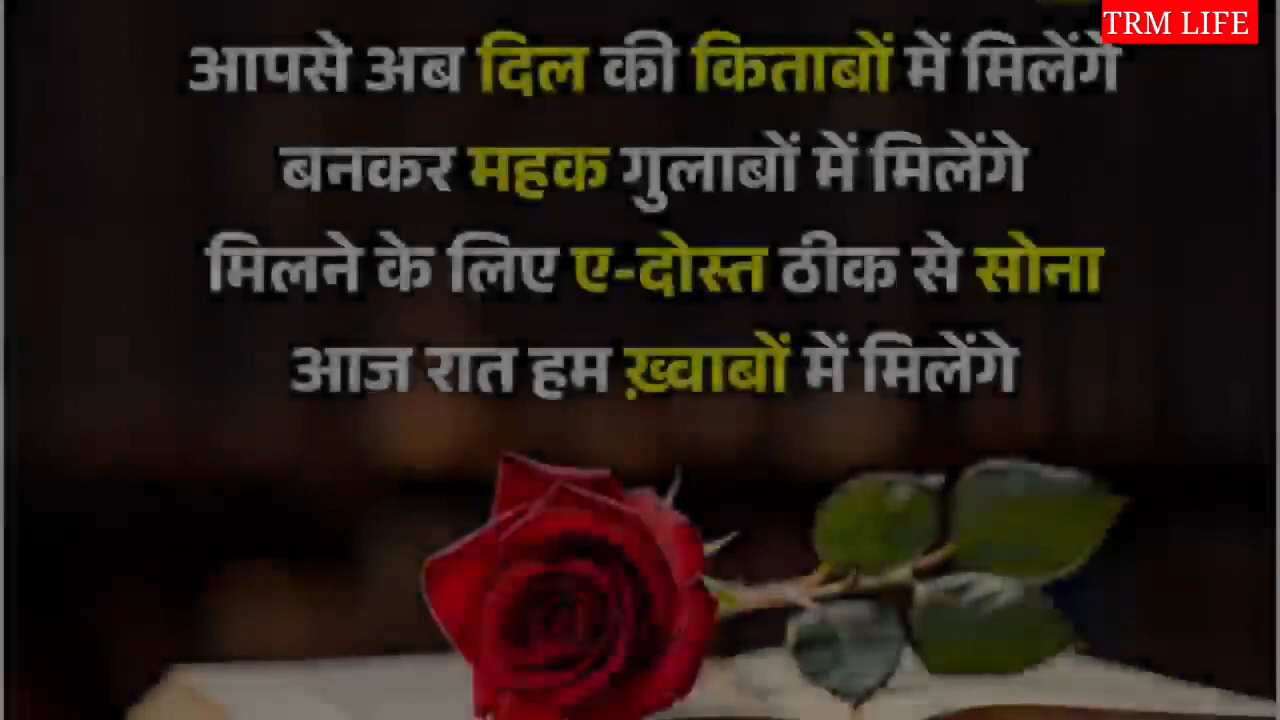 TRM LIFE
आपसे अब दिल की किताबों में मिलेंगे
बनकर महक गुलाबों में मिलेंगे
मिलने के लिए ए-दोस्त ठीक से सोना
आज रात हम ख़्वाबों में मिलेंगे